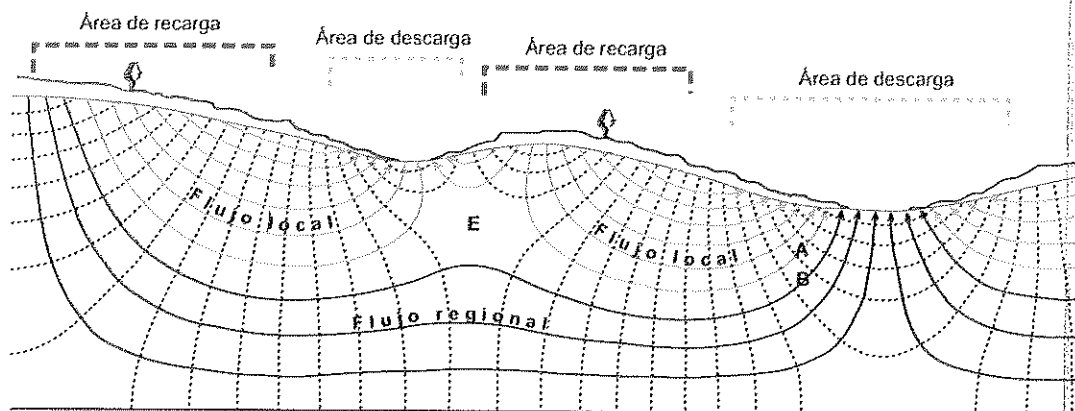 Área de recarga
Área de descarga
Área de recarga
Área de descarga
Flujo local
E
Flujo local
A
B
Flujo regional